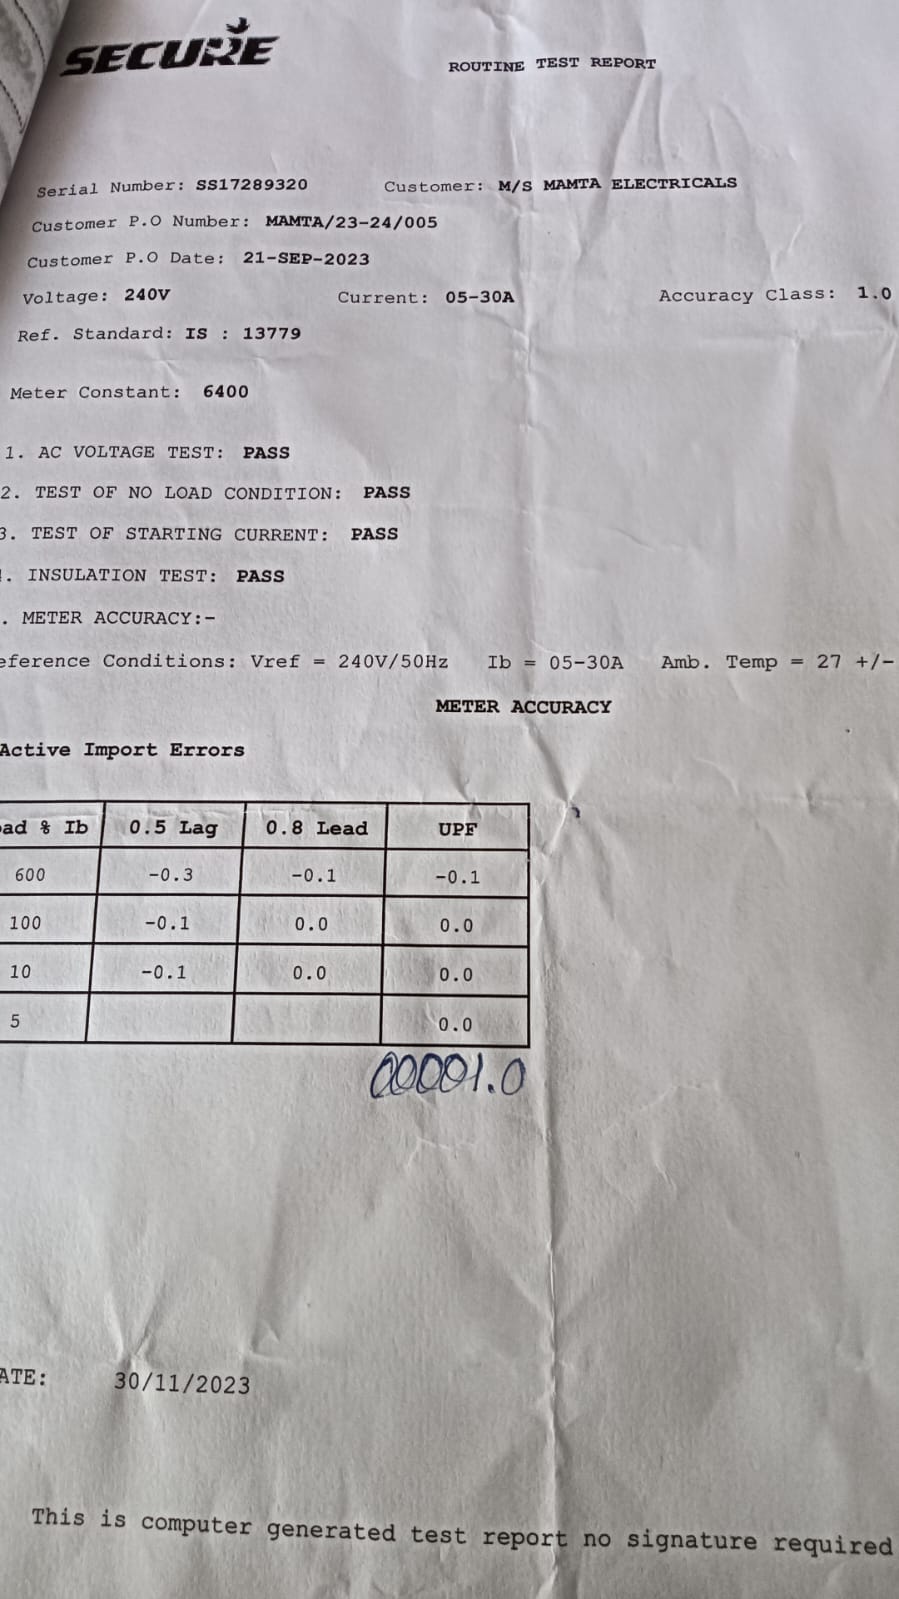 SECURE
ROUTINE TEST REPORT
Serial Number: SS17289320 Customer: M/S MAMTA ELECTRICALS
Customer P.O Number: MAMTA/23-24/005
Customer P.O Date: 21-SEP-2023
Voltage: 240V Current: 05-30A Accuracy Class: 1.0
Ref. Standard: IS : 13779
Meter Constant: 6400
1. AC VOLTAGE TEST: PASS
2. TEST OF NO LOAD CONDITION: PASS
3. TEST OF STARTING CURRENT: PASS
. INSULATION TEST: PASS
. METER ACCURACY:-
eference Conditions: Vref = 240V/50Hz Ib = 05-30A Amb. Temp = 27 +/-
METER ACCURACY
Active Import Errors
ad % Ib 0.5 Lag 0.8 Lead UPF
600 -0.3 -0.1 -0.1
100 -0.1 0.0 0.0
10 -0.1 0.0 0.0
5 0.0
00001.0
ATE: 30/11/2023
This is computer generated test report no signature required